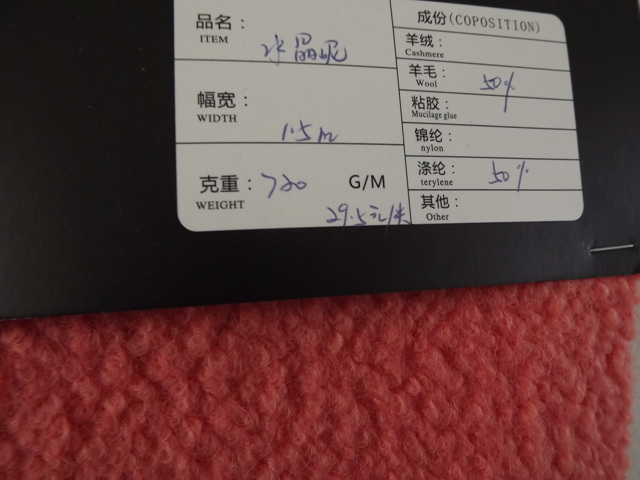 品名：
ITEM
水晶呢
幅宽：
WIDTH
1.5m
克重：720 G/M
WEIGHT
29.5元/米
成份(COPOSITION)
羊绒：
Cashmere
羊毛：
Wool
50%
粘胶：
Mucilage glue
锦纶：
nylon
涤纶：
terylene
50%
其他：
Other